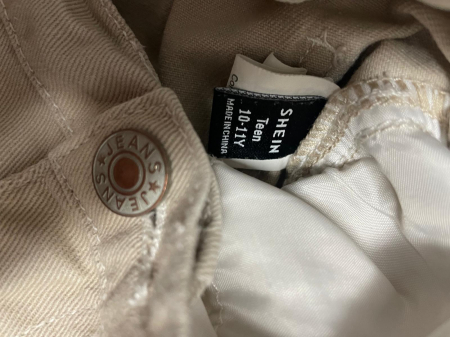 SHEIN
Teen
10-11Y
MADE IN CHINA
JEANS★JEANS★